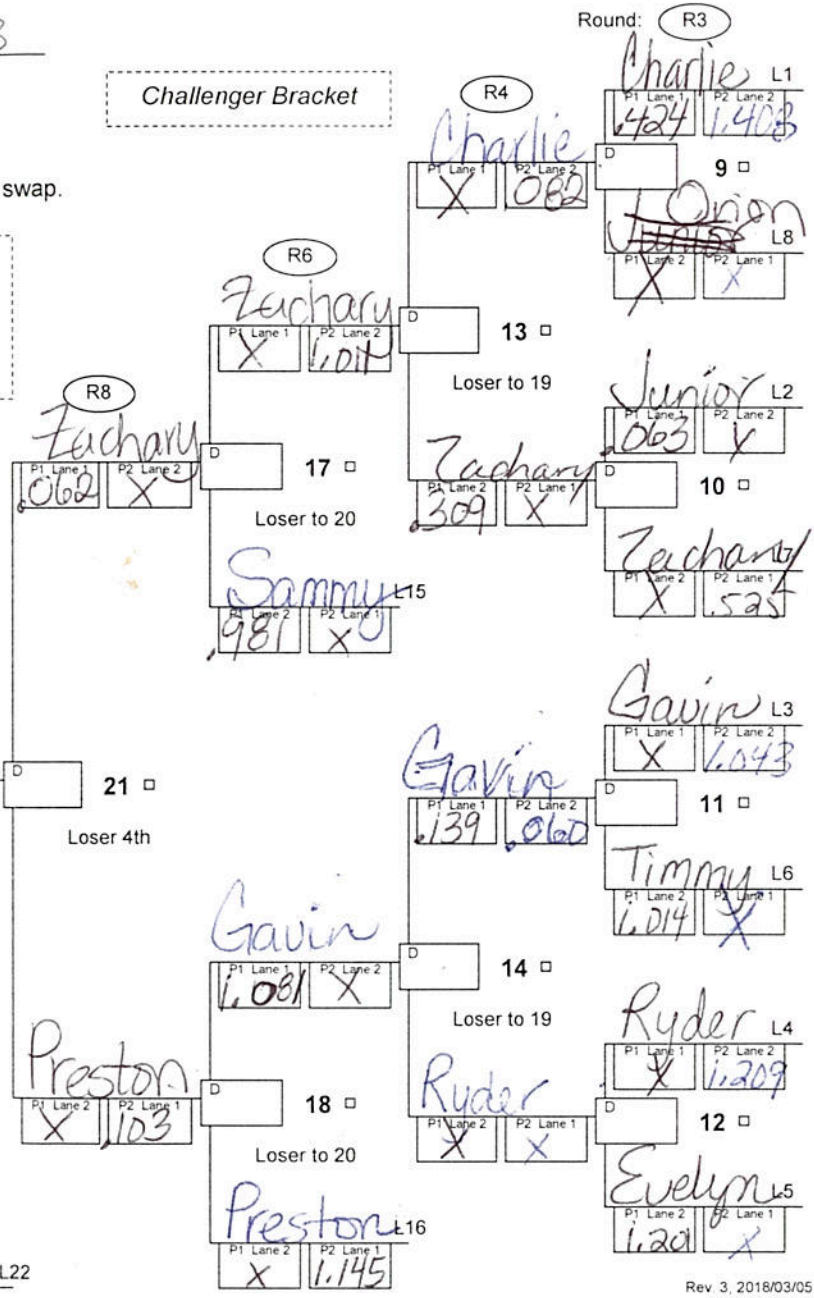 Round: R3
Challenger Bracket
R4
Charlie L1
P1 Lane 1 P2 Lane 2
.424 1.408
Charlie
D 9
P1 Lane 1 P2 Lane 2
X .082
swap.
Orion
Junior L8
P1 Lane 2 P2 Lane 1
X X
R6
Zachary
P1 Lane 1 P2 Lane 2
X 1.014
D 13
Loser to 19
Junior L2
P1 Lane 1 P2 Lane 2
.063 X
R8
Zachary
P1 Lane 1 P2 Lane 2
.062 X
D 17
Loser to 20
Zachary
P1 Lane 2 P2 Lane 1
.309 X
D 10
Zachary L7
P1 Lane 2 P2 Lane 1
X .525
Sammy L15
P1 Lane 2 P2 Lane 1
.981 X
Gavin L3
P1 Lane 1 P2 Lane 2
X 1.043
D 21
Loser 4th
Gavin
P1 Lane 1 P2 Lane 2
.139 .060
D 11
Timmy L6
P1 Lane 2 P2 Lane 1
1.014 X
Gavin
P1 Lane 1 P2 Lane 2
1.081 X
D 14
Loser to 19
Ryder L4
P1 Lane 1 P2 Lane 2
X 1.209
Preston
P1 Lane 2 P2 Lane 1
X .103
D 18
Loser to 20
Ryder
P1 Lane 2 P2 Lane 1
X X
D 12
Evelyn L5
P1 Lane 2 P2 Lane 1
1.201 X
Preston L16
P1 Lane 2 P2 Lane 1
X 1.145
L22
Rev. 3, 2018/03/05